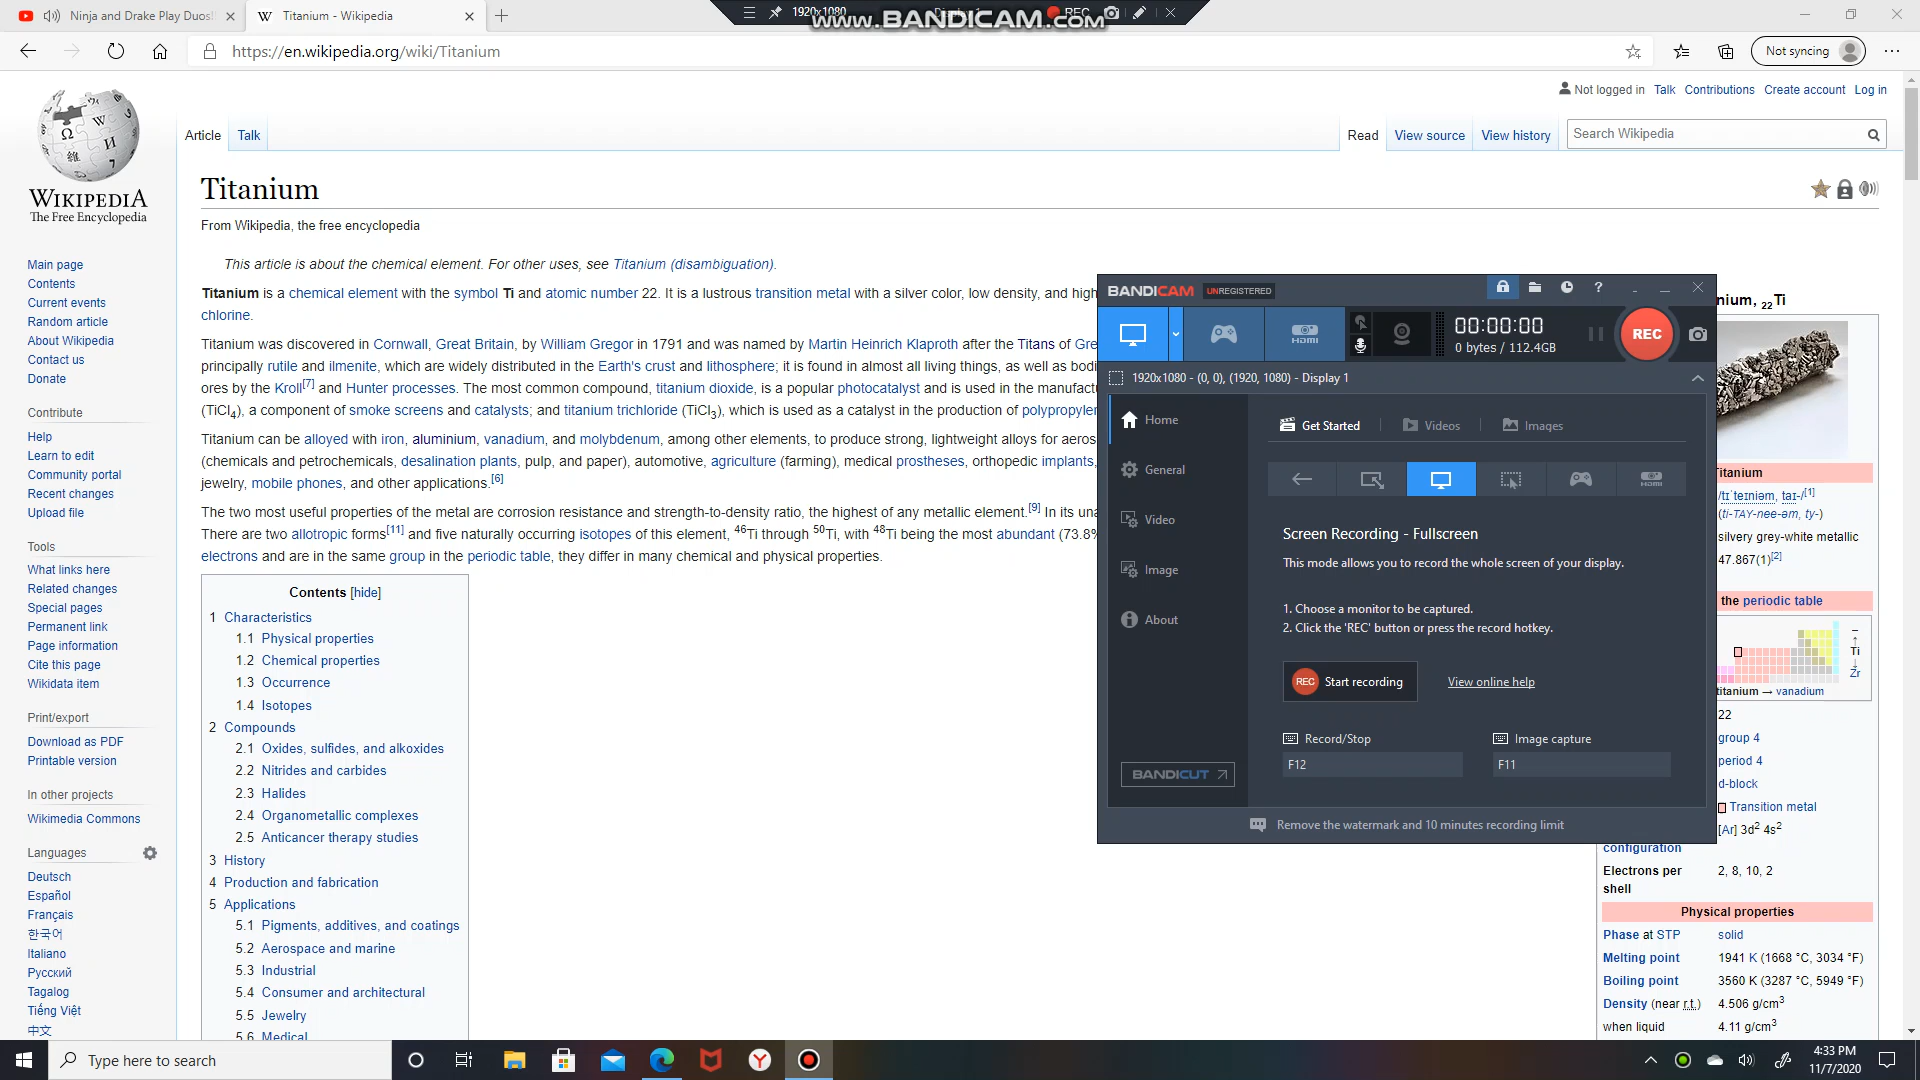 Ninja and Drake Play Duos!!
Titanium - Wikipedia
1920x1080
REC
www.BANDICAM.com
https://en.wikipedia.org/wiki/Titanium
Not syncing
Not logged in Talk Contributions Create account Log in
Article Talk
Read View source View history Search Wikipedia
WIKIPEDIA
The Free Encyclopedia
Main page
Contents
Current events
Random article
About Wikipedia
Contact us
Donate
Contribute
Help
Learn to edit
Community portal
Recent changes
Upload file
Tools
What links here
Related changes
Special pages
Permanent link
Page information
Cite this page
Wikidata item
Print/export
Download as PDF
Printable version
In other projects
Wikimedia Commons
Languages
Deutsch
Español
Français
한국어
Italiano
Русский
Tagalog
Tiếng Việt
中文
Titanium
From Wikipedia, the free encyclopedia
This article is about the chemical element. For other uses, see Titanium (disambiguation).
Titanium is a chemical element with the symbol Ti and atomic number 22. It is a lustrous transition metal with a silver color, low density, and high
chlorine.
Titanium was discovered in Cornwall, Great Britain, by William Gregor in 1791 and was named by Martin Heinrich Klaproth after the Titans of Gre
principally rutile and ilmenite, which are widely distributed in the Earth's crust and lithosphere; it is found in almost all living things, as well as bodi
ores by the Kroll[7] and Hunter processes. The most common compound, titanium dioxide, is a popular photocatalyst and is used in the manufactu
(TiCl4), a component of smoke screens and catalysts; and titanium trichloride (TiCl3), which is used as a catalyst in the production of polypropyler
Titanium can be alloyed with iron, aluminium, vanadium, and molybdenum, among other elements, to produce strong, lightweight alloys for aeros
(chemicals and petrochemicals, desalination plants, pulp, and paper), automotive, agriculture (farming), medical prostheses, orthopedic implants,
jewelry, mobile phones, and other applications.[6]
The two most useful properties of the metal are corrosion resistance and strength-to-density ratio, the highest of any metallic element.[9] In its una
There are two allotropic forms[11] and five naturally occurring isotopes of this element, 46Ti through 50Ti, with 48Ti being the most abundant (73.8%
electrons and are in the same group in the periodic table, they differ in many chemical and physical properties.
Contents [hide]
1 Characteristics
1.1 Physical properties
1.2 Chemical properties
1.3 Occurrence
1.4 Isotopes
2 Compounds
2.1 Oxides, sulfides, and alkoxides
2.2 Nitrides and carbides
2.3 Halides
2.4 Organometallic complexes
2.5 Anticancer therapy studies
3 History
4 Production and fabrication
5 Applications
5.1 Pigments, additives, and coatings
5.2 Aerospace and marine
5.3 Industrial
5.4 Consumer and architectural
5.5 Jewelry
5.6 Medical
BANDICAM UNREGISTERED
HDMI
00:00:00
0 bytes / 112.4GB
REC
1920x1080 - (0, 0), (1920, 1080) - Display 1
Home
General
Video
Image
About
BANDICUT
Get Started Videos Images
HDMI
Screen Recording - Fullscreen
This mode allows you to record the whole screen of your display.
1. Choose a monitor to be captured.
2. Click the 'REC' button or press the record hotkey.
REC Start recording View online help
Record/Stop Image capture
F12 F11
Remove the watermark and 10 minutes recording limit
nium, 22Ti
Titanium
/tɪˈteɪniəm, taɪ-/[1]
(ti-TAY-nee-əm, ty-)
silvery grey-white metallic
47.867(1)[2]
the periodic table
–
↑
Ti
↓
Zr
titanium → vanadium
22
group 4
period 4
d-block
Transition metal
[Ar] 3d2 4s2
configuration
Electrons per 2, 8, 10, 2
shell
Physical properties
Phase at STP solid
Melting point 1941 K (1668 °C, 3034 °F)
Boiling point 3560 K (3287 °C, 5949 °F)
Density (near r.t.) 4.506 g/cm3
when liquid 4.11 g/cm3
Type here to search
4:33 PM
11/7/2020